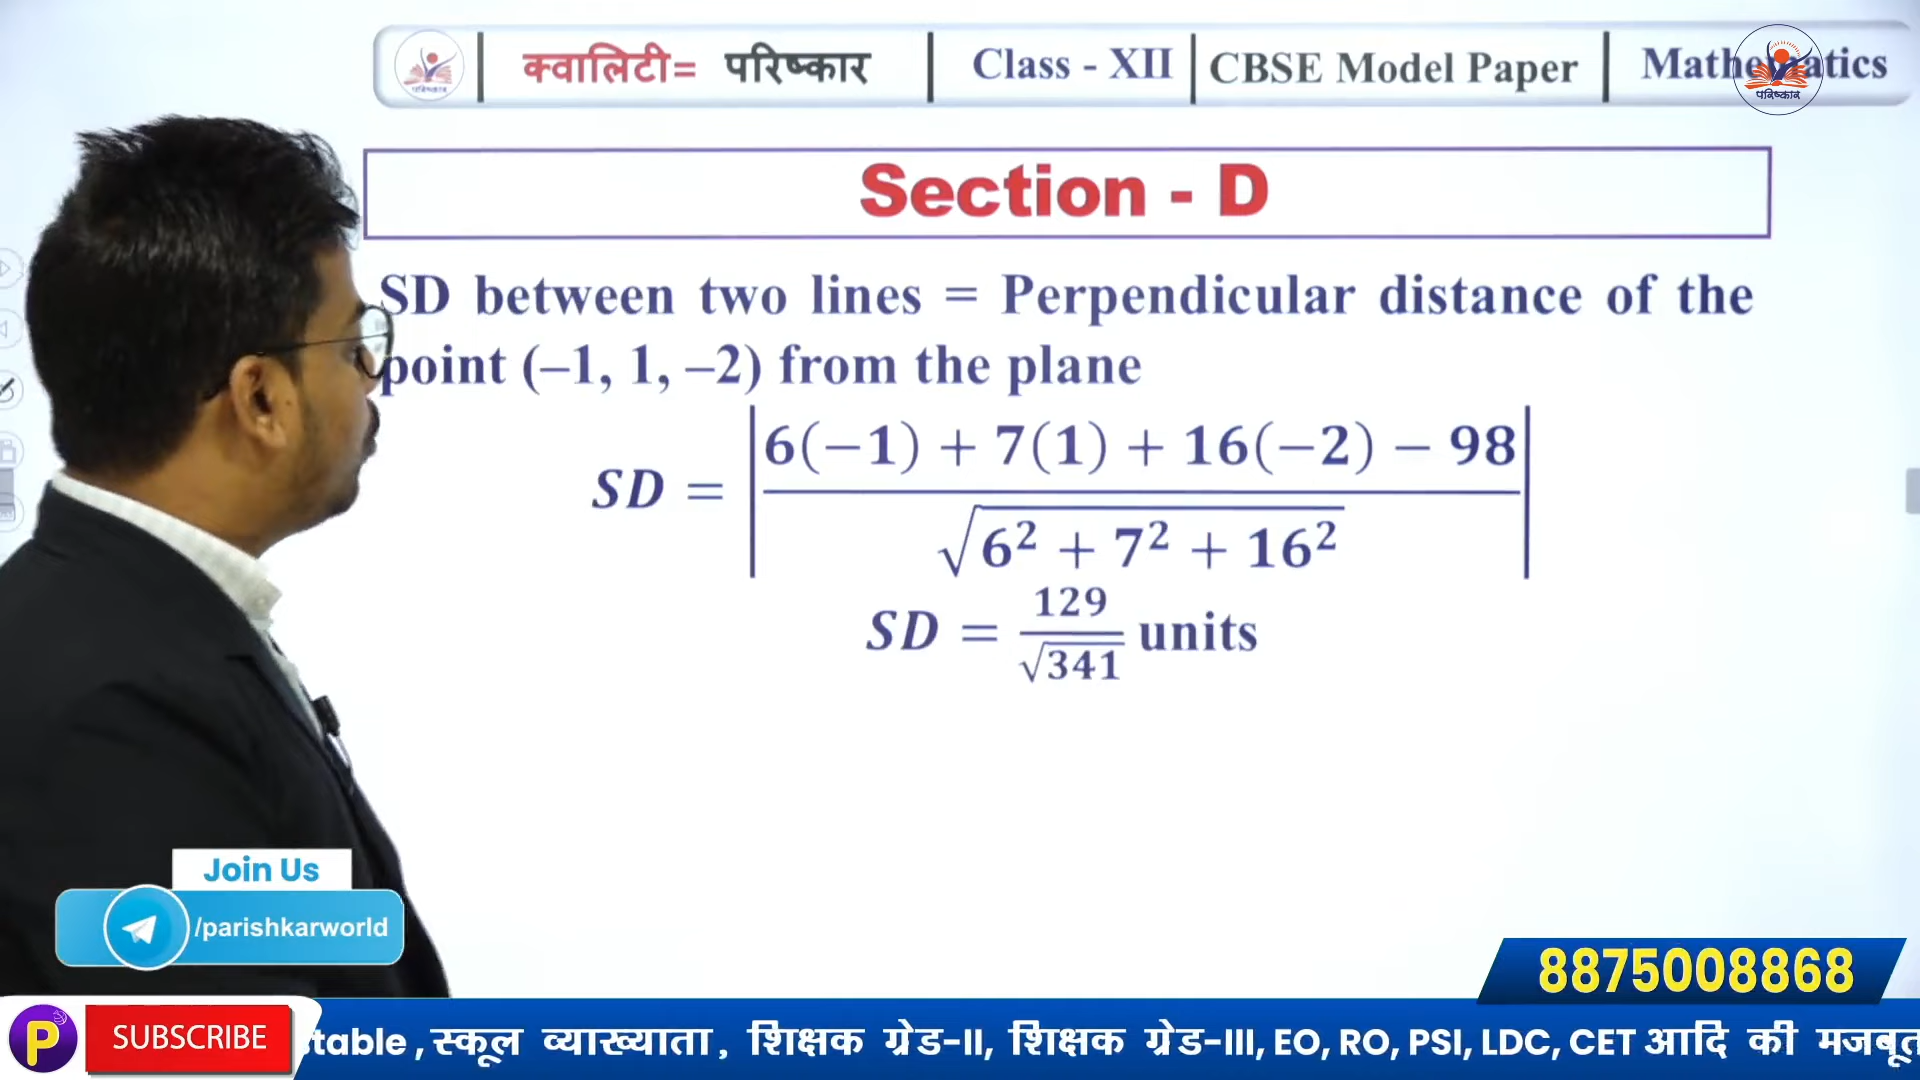 क्वालिटी= परिष्कार Class - XII CBSE Model Paper Mathematics
परिष्कार
परिष्कार
Section - D
SD between two lines = Perpendicular distance of the
point (–1, 1, –2) from the plane
SD = |6(−1) + 7(1) + 16(−2) − 98 / √6² + 7² + 16²|
SD = 129/√341 units
Join Us
/parishkarworld
8875008868
P SUBSCRIBE table , स्कूल व्याख्याता, शिक्षक ग्रेड-II, शिक्षक ग्रेड-III, EO, RO, PSI, LDC, CET आदि की मजबूत